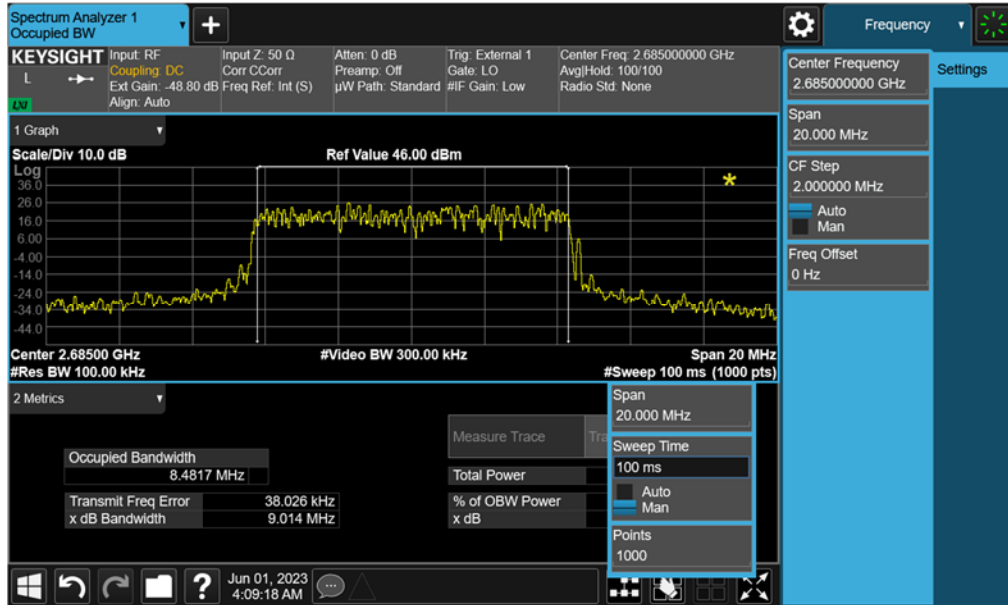 Spectrum Analyzer 1
Occupied BW
Frequency
KEYSIGHT
L
LXI
Input: RF
Coupling: DC
Ext Gain: -48.80 dB
Align: Auto
Input Z: 50 Ω
Corr CCorr
Freq Ref: Int (S)
Atten: 0 dB
Preamp: Off
µW Path: Standard
Trig: External 1
Gate: LO
#IF Gain: Low
Center Freq: 2.685000000 GHz
Avg|Hold: 100/100
Radio Std: None
Center Frequency
2.685000000 GHz
Settings
Span
20.000 MHz
CF Step
2.000000 MHz
Auto
Man
Freq Offset
0 Hz
1 Graph
Scale/Div 10.0 dB
Ref Value 46.00 dBm
Log
36.0
26.0
16.0
6.00
-4.00
-14.0
-24.0
-34.0
-44.0
Center 2.68500 GHz
#Video BW 300.00 kHz
Span 20 MHz
#Res BW 100.00 kHz
#Sweep 100 ms (1000 pts)
2 Metrics
Occupied Bandwidth
8.4817 MHz
Transmit Freq Error 38.026 kHz
x dB Bandwidth 9.014 MHz
Measure Trace
Total Power
% of OBW Power
x dB
Span
20.000 MHz
Sweep Time
100 ms
Auto
Man
Points
1000
?
Jun 01, 2023
4:09:18 AM